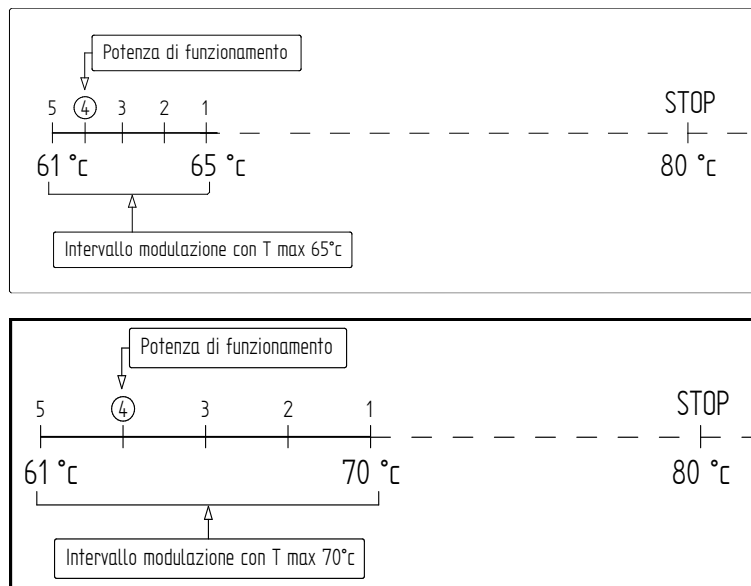 Potenza di funzionamento
5 4 3 2 1 STOP
61 °c 65 °c 80 °c
Intervallo modulazione con T max 65°c
Potenza di funzionamento
5 4 3 2 1 STOP
61 °c 70 °c 80 °c
Intervallo modulazione con T max 70°c